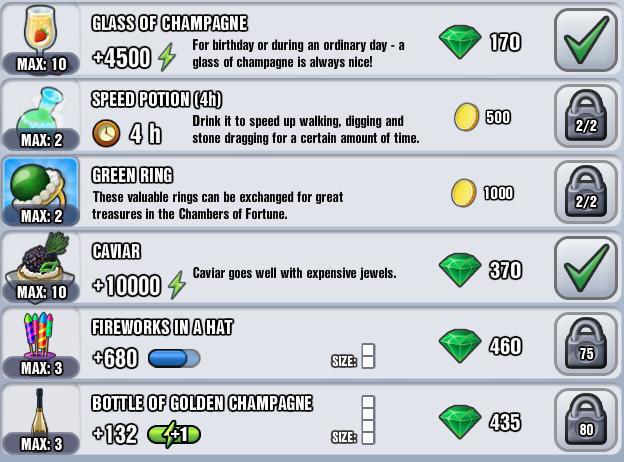 GLASS OF CHAMPAGNE
+4500
For birthday or during an ordinary day - a
glass of champagne is always nice!
170
MAX: 10
SPEED POTION (4h)
4 h
Drink it to speed up walking, digging and
stone dragging for a certain amount of time.
500
2/2
MAX: 2
GREEN RING
These valuable rings can be exchanged for great
treasures in the Chambers of Fortune.
1000
2/2
MAX: 2
CAVIAR
+10000
Caviar goes well with expensive jewels.
370
MAX: 10
FIREWORKS IN A HAT
+680
SIZE:
460
75
MAX: 3
BOTTLE OF GOLDEN CHAMPAGNE
+132
+1
SIZE:
435
80
MAX: 3